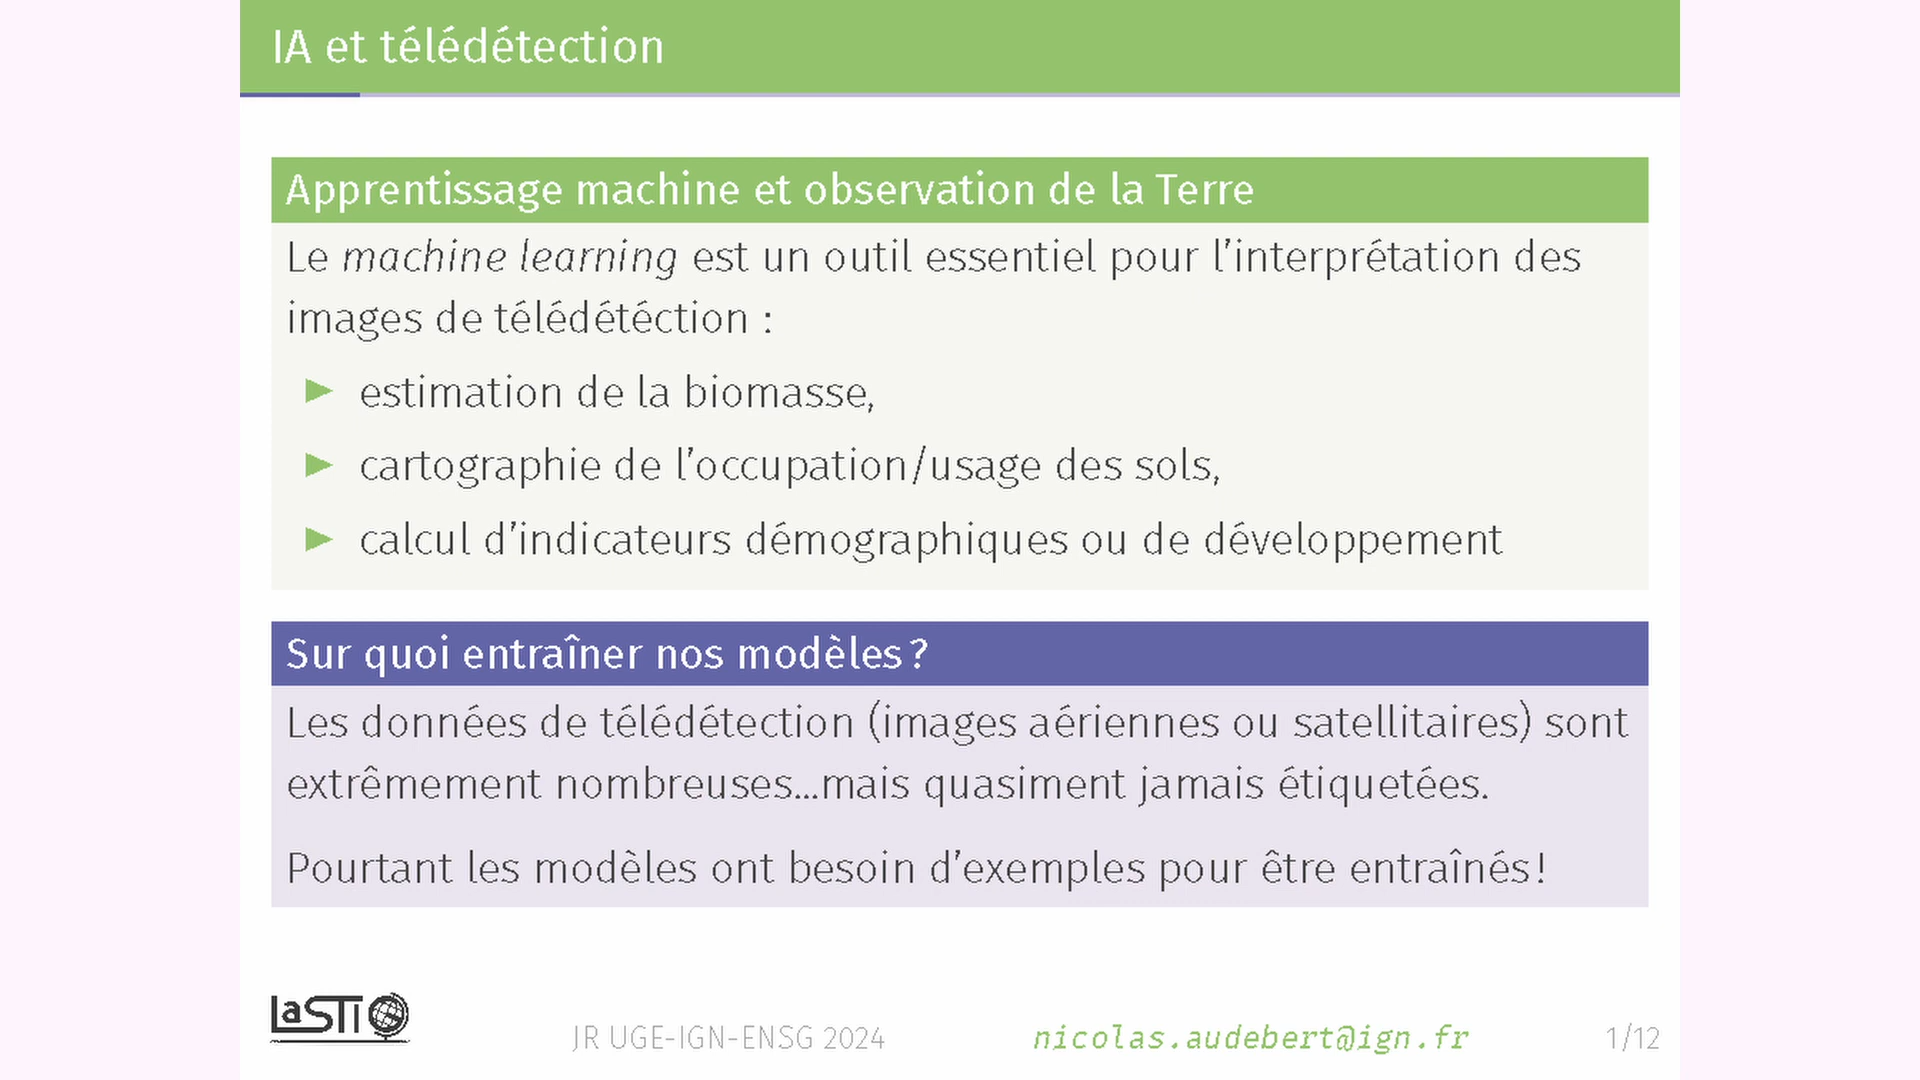 IA et télédétection
Apprentissage machine et observation de la Terre
Le machine learning est un outil essentiel pour l’interprétation des
images de télédétéction :
► estimation de la biomasse,
► cartographie de l’occupation/usage des sols,
► calcul d’indicateurs démographiques ou de développement
Sur quoi entraîner nos modèles ?
Les données de télédétection (images aériennes ou satellitaires) sont
extrêmement nombreuses...mais quasiment jamais étiquetées.
Pourtant les modèles ont besoin d’exemples pour être entraînés !
LaSTI
JR UGE-IGN-ENSG 2024
nicolas.audebert@ign.fr
1/12